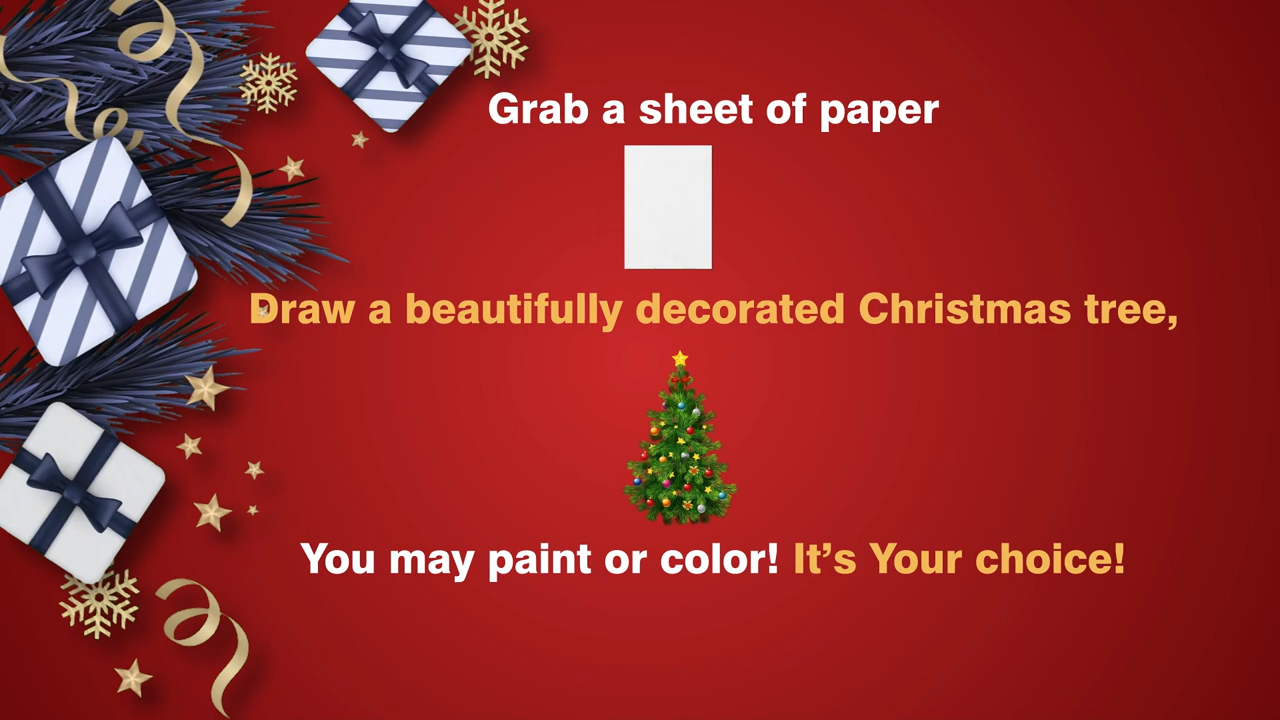 Grab a sheet of paper
Draw a beautifully decorated Christmas tree,
You may paint or color! It’s Your choice!